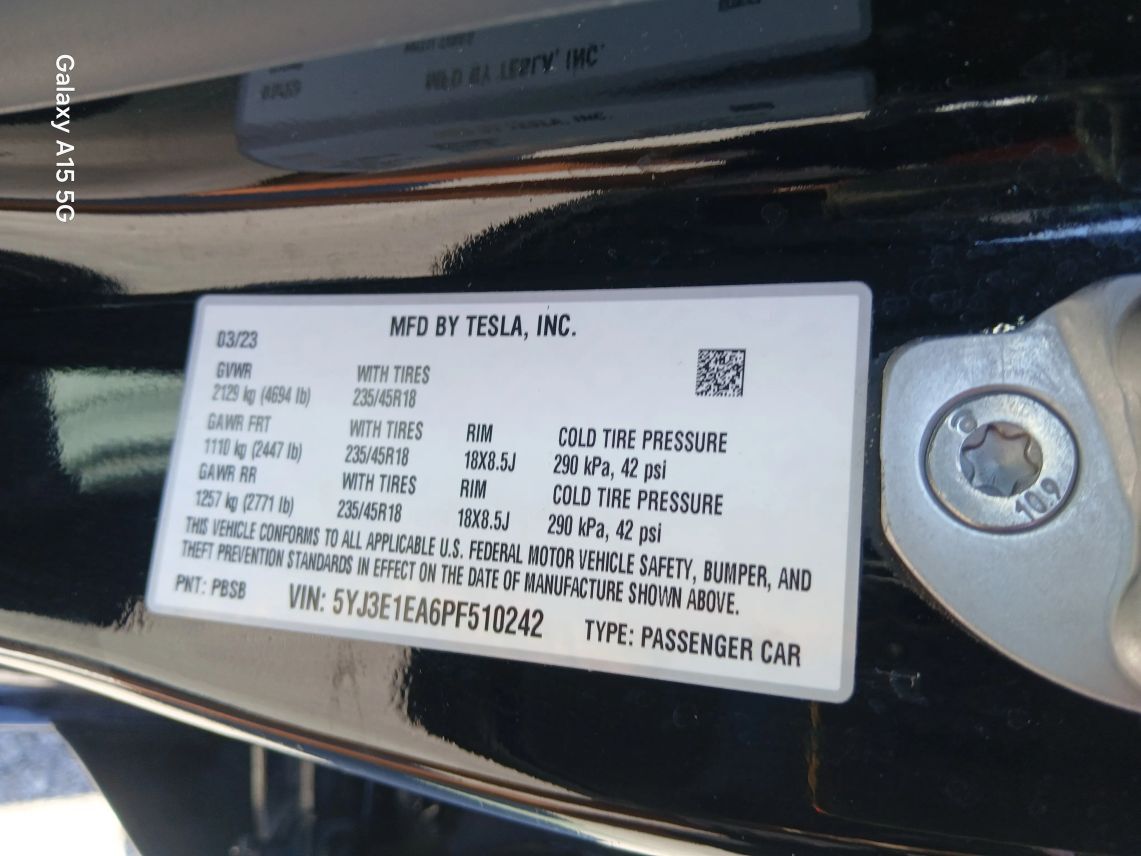 Galaxy A15 5G
MFD BY TESLA, INC.
03/23
GVWR WITH TIRES
2129 kg (4694 lb) 235/45R18
GAWR FRT WITH TIRES RIM COLD TIRE PRESSURE
1110 kg (2447 lb) 235/45R18 18X8.5J 290 kPa, 42 psi
GAWR RR WITH TIRES RIM COLD TIRE PRESSURE
1257 kg (2771 lb) 235/45R18 18X8.5J 290 kPa, 42 psi
THIS VEHICLE CONFORMS TO ALL APPLICABLE U.S. FEDERAL MOTOR VEHICLE SAFETY, BUMPER, AND
THEFT PREVENTION STANDARDS IN EFFECT ON THE DATE OF MANUFACTURE SHOWN ABOVE.
PNT: PBSB VIN: 5YJ3E1EA6PF510242 TYPE: PASSENGER CAR
10.9